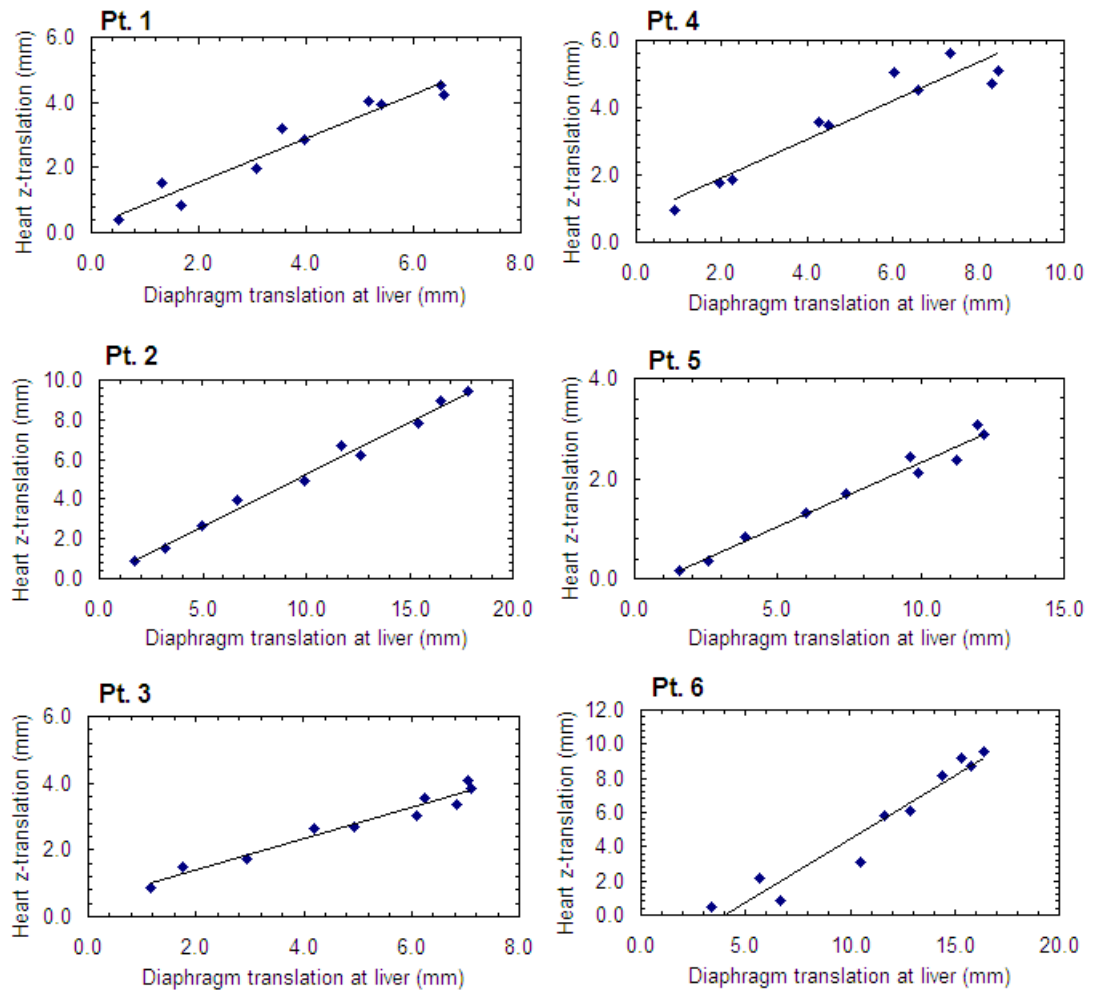 Pt. 1
Heart z-translation (mm)
6.0
4.0
2.0
0.0
0.0 2.0 4.0 6.0 8.0
Diaphragm translation at liver (mm)
Pt. 4
Heart z-translation (mm)
6.0
4.0
2.0
0.0
0.0 2.0 4.0 6.0 8.0 10.0
Diaphragm translation at liver (mm)
Pt. 2
Heart z-translation (mm)
10.0
8.0
6.0
4.0
2.0
0.0
0.0 5.0 10.0 15.0 20.0
Diaphragm translation at liver (mm)
Pt. 5
Heart z-translation (mm)
4.0
2.0
0.0
0.0 5.0 10.0 15.0
Diaphragm translation at liver (mm)
Pt. 3
Heart z-translation (mm)
6.0
4.0
2.0
0.0
0.0 2.0 4.0 6.0 8.0
Diaphragm translation at liver (mm)
Pt. 6
Heart z-translation (mm)
12.0
10.0
8.0
6.0
4.0
2.0
0.0
0.0 5.0 10.0 15.0 20.0
Diaphragm translation at liver (mm)